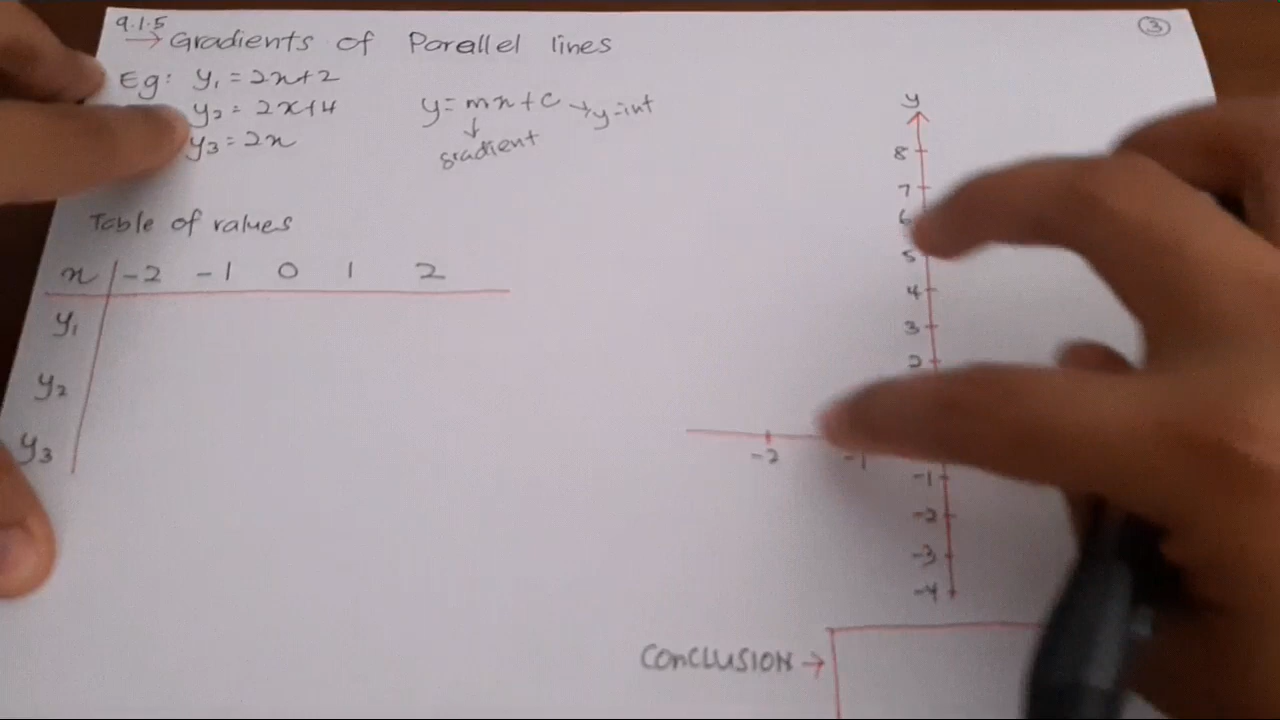 9.1.5
→ Gradients of Parallel lines
③
Eg: y₁ = 2x+2
y₂ = 2x+4
y₃ = 2x
y = mx + c → y-int
↓
gradient
Table of values
x -2 -1 0 1 2
y₁
y₂
y₃
y
8
7
6
5
4
3
2
-2 -1
-1
-2
-3
-4
CONCLUSION →